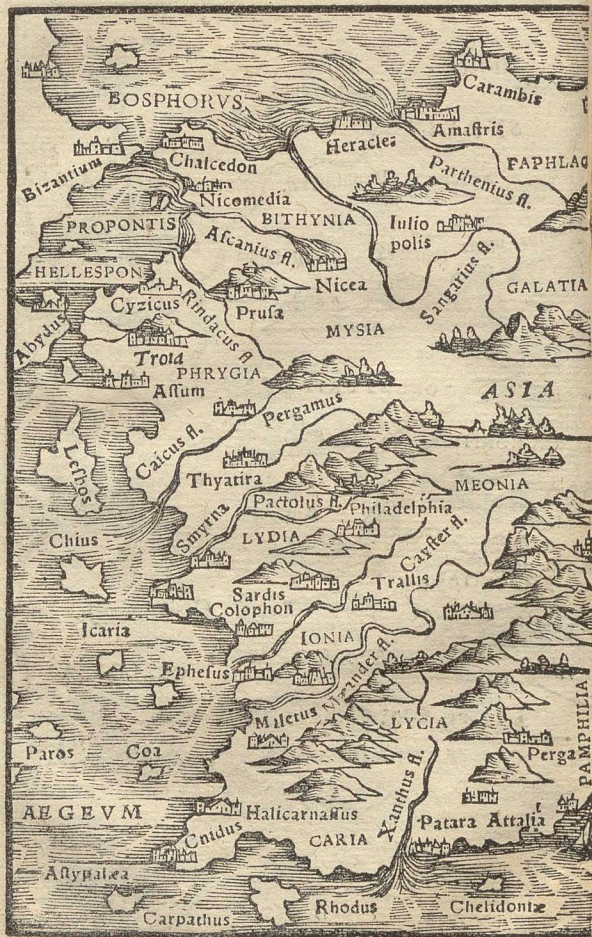 BOSPHORVS
Carambis
Amaſtris
Heraclea
Bizantium
Chalcedon
Parthenius fl.
PAPHLAG
Nicomedia
PROPONTIS
BITHYNIA
Iulio
polis
Aſcanius fl.
Sangarius fl.
HELLESPON
Nicea
GALATIA
Cyzicus
Rindacus fl
Pruſa
Abydus
MYSIA
Troia
PHRYGIA
Aſſum
ASIA
Pergamus
Leſbos
Caicus fl.
Thyatira
MEONIA
Pactolus fl.
Philadelphia
Smyrna
Chius
LYDIA
Cayſter fl.
Sardis
Trallis
Colophon
Icaria
IONIA
Epheſus
Mæander fl.
Miletus
LYCIA
PAMPHILIA
Paros
Coa
Perga
Xanthus fl.
AEGEVM
Halicarnaſſus
Patara
Attalia
Cnidus
CARIA
Aſtypalæa
Rhodus
Chelidoniæ
Carpathus